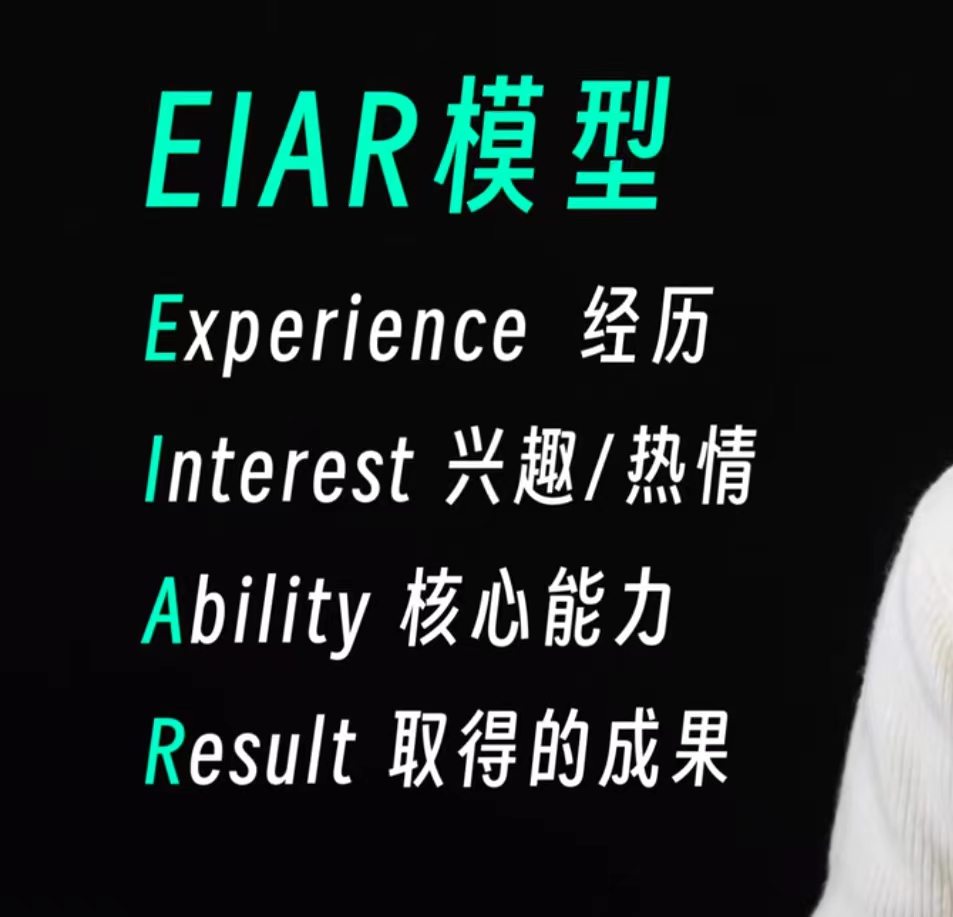 EIAR模型
Experience 经历
Interest 兴趣/热情
Ability 核心能力
Result 取得的成果